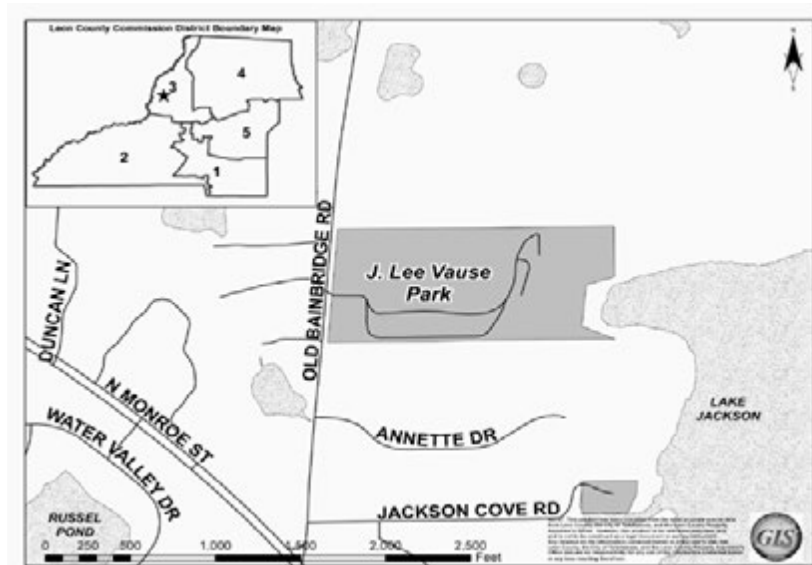 Leon County Commission District Boundary Map
4
3
5
2
1
N
S
OLD BAINBRIDGE RD
J. Lee Vause
Park
DUNCAN LN
N MONROE ST
WATER VALLEY DR
ANNETTE DR
LAKE
JACKSON
JACKSON COVE RD
RUSSEL
POND
GIS
0 250 500 1,000 1,500 2,000 2,500
Feet